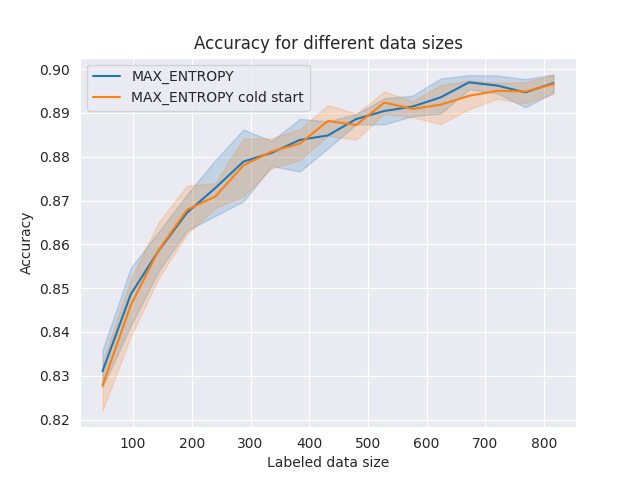 Accuracy for different data sizes
MAX_ENTROPY
MAX_ENTROPY cold start
0.90
0.89
0.88
0.87
0.86
0.85
0.84
0.83
0.82
Accuracy
100 200 300 400 500 600 700 800
Labeled data size